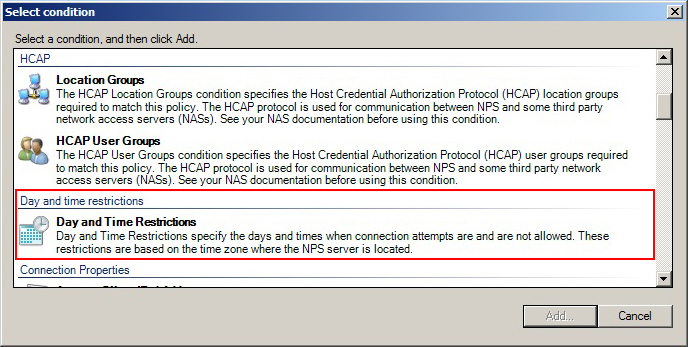 Select condition
Select a condition, and then click Add.
HCAP
Location Groups
The HCAP Location Groups condition specifies the Host Credential Authorization Protocol (HCAP) location groups
required to match this policy. The HCAP protocol is used for communication between NPS and some third party
network access servers (NASs). See your NAS documentation before using this condition.
HCAP User Groups
The HCAP User Groups condition specifies the Host Credential Authorization Protocol (HCAP) user groups required
to match this policy. The HCAP protocol is used for communication between NPS and some third party network
access servers (NASs). See your NAS documentation before using this condition.
Day and time restrictions
Day and Time Restrictions
Day and Time Restrictions specify the days and times when connection attempts are and are not allowed. These
restrictions are based on the time zone where the NPS server is located.
Connection Properties
Add...
Cancel